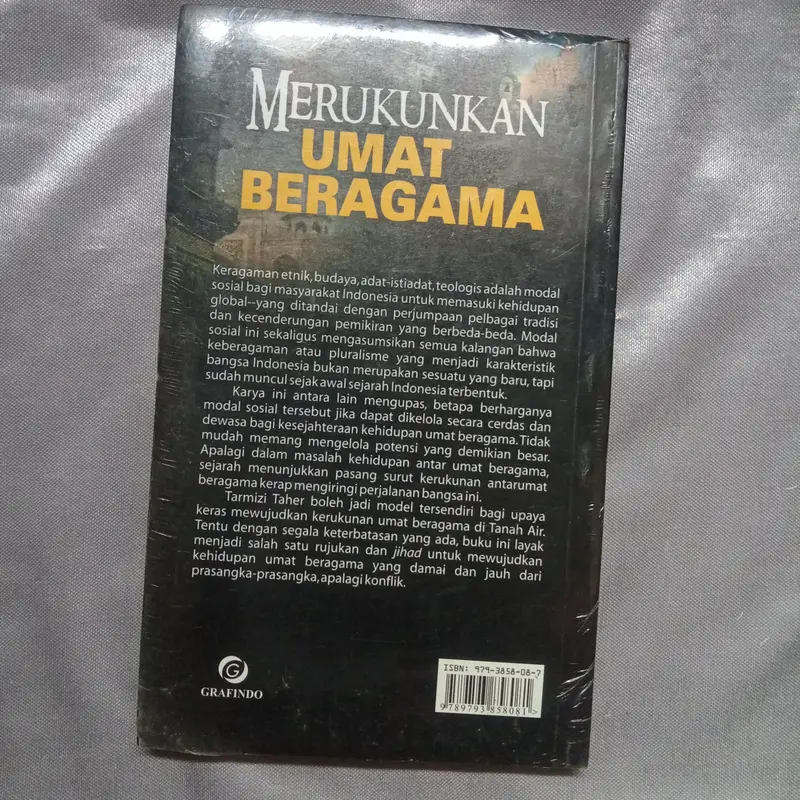 MERUKUNKAN
UMAT
BERAGAMA
Keragaman etnik, budaya, adat-istiadat, teologis adalah modal
sosial bagi masyarakat Indonesia untuk memasuki kehidupan
global--yang ditandai dengan perjumpaan pelbagai tradisi
dan kecenderungan pemikiran yang berbeda-beda. Modal
sosial ini sekaligus mengasumsikan semua kalangan bahwa
keberagaman atau pluralisme yang menjadi karakteristik
bangsa Indonesia bukan merupakan sesuatu yang baru, tapi
sudah muncul sejak awal sejarah Indonesia terbentuk.
Karya ini antara lain mengupas, betapa berharganya
modal sosial tersebut jika dapat dikelola secara cerdas dan
dewasa bagi kesejahteraan kehidupan umat beragama. Tidak
mudah memang mengelola potensi yang demikian besar.
Apalagi dalam masalah kehidupan antar umat beragama,
sejarah menunjukkan pasang surut kerukunan antarumat
beragama kerap mengiringi perjalanan bangsa ini.
Tarmizi Taher boleh jadi model tersendiri bagi upaya
keras mewujudkan kerukunan umat beragama di Tanah Air.
Tentu dengan segala keterbatasan yang ada, buku ini layak
menjadi salah satu rujukan dan jihad untuk mewujudkan
kehidupan umat beragama yang damai dan jauh dari
prasangka-prasangka, apalagi konflik.
G
GRAFINDO
ISBN: 979-3858-08-7
9789793 858081 >